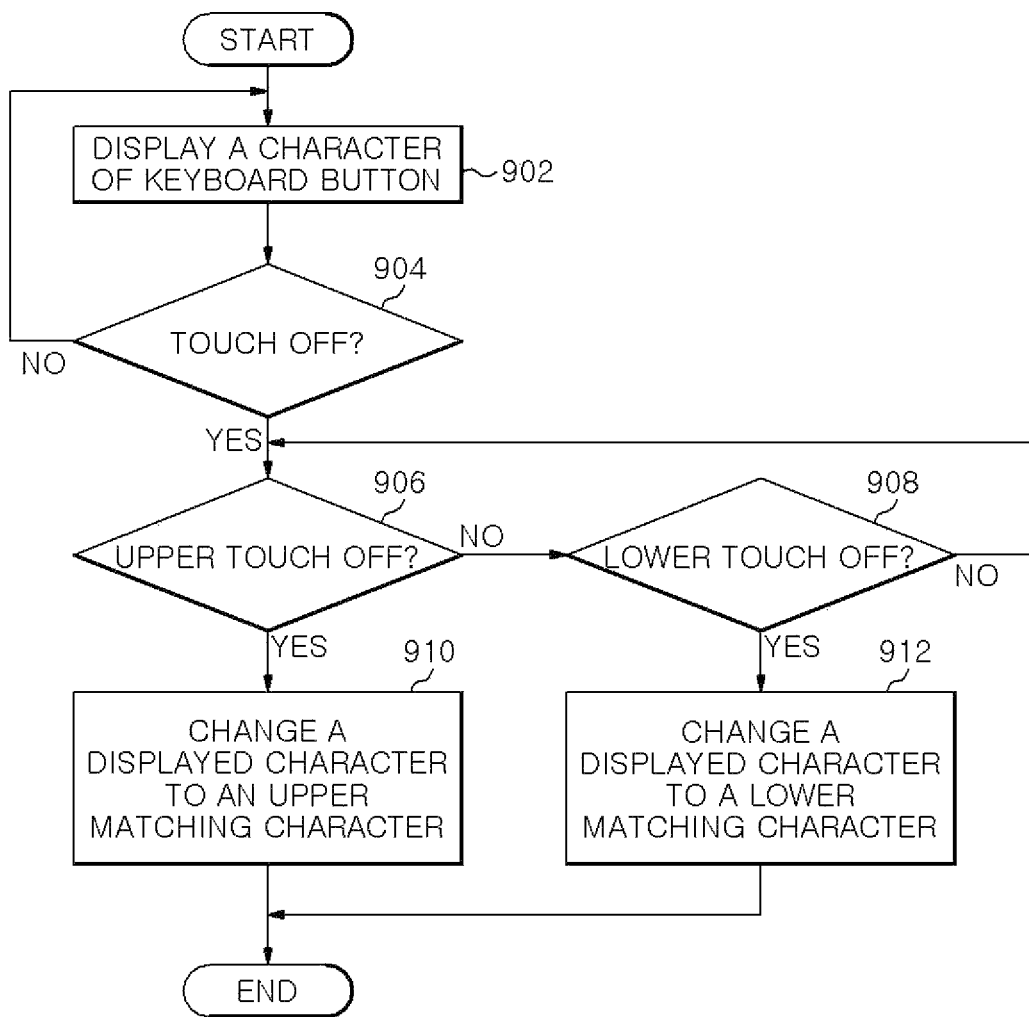 START
DISPLAY A CHARACTER
OF KEYBOARD BUTTON
902
904
TOUCH OFF?
NO
YES
906
UPPER TOUCH OFF?
NO
908
LOWER TOUCH OFF?
NO
YES
YES
910
CHANGE A
DISPLAYED CHARACTER
TO AN UPPER
MATCHING CHARACTER
912
CHANGE A
DISPLAYED CHARACTER
TO A LOWER
MATCHING CHARACTER
END